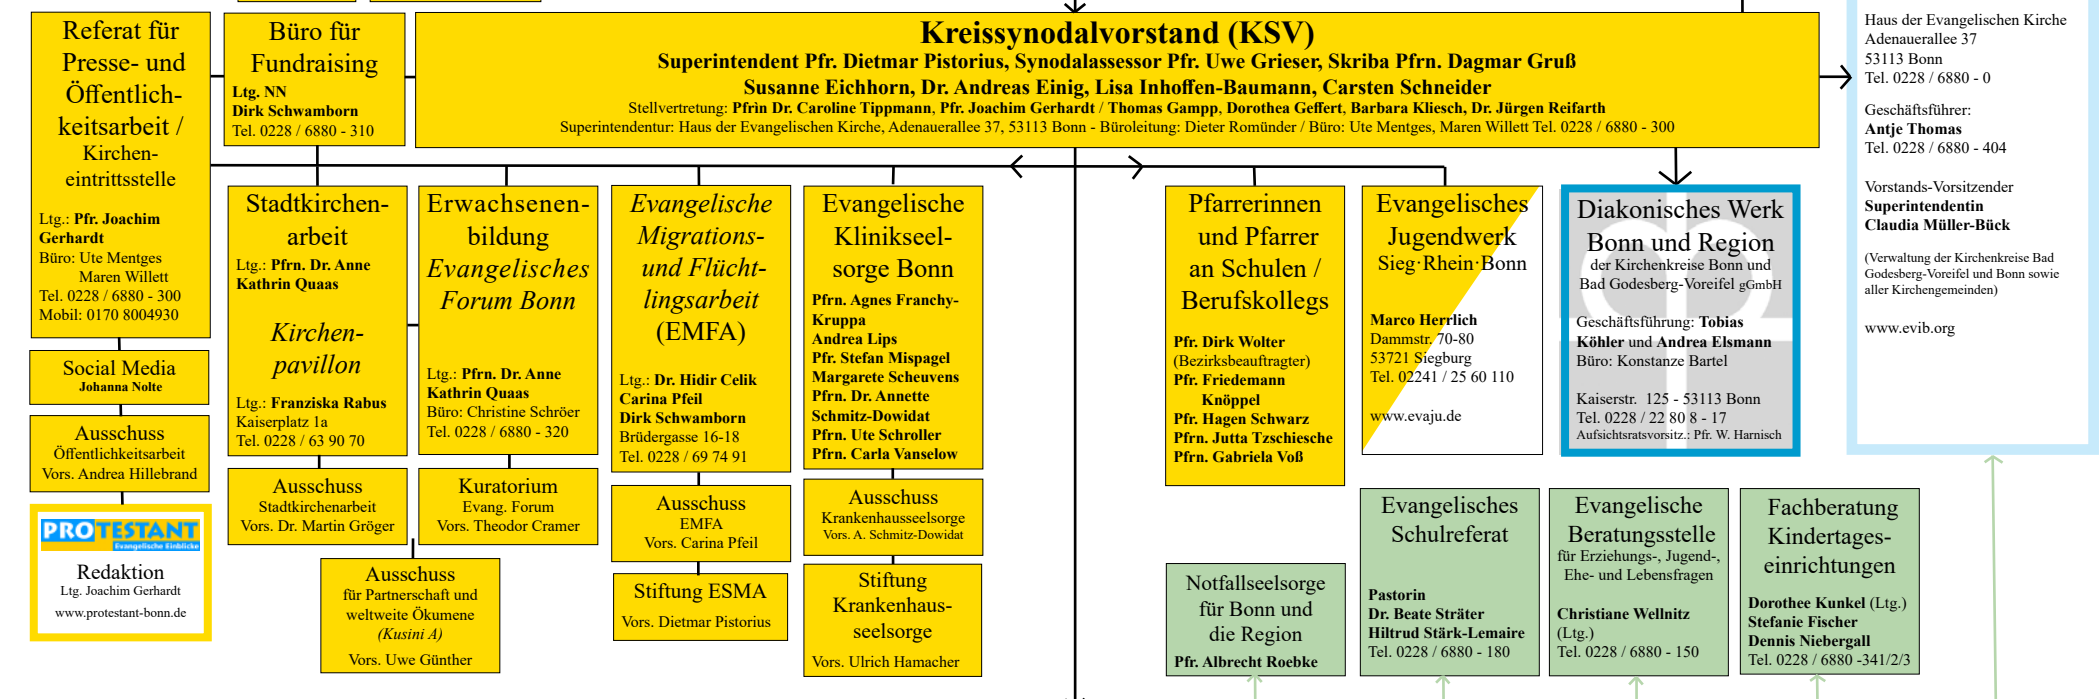 Referat für
Presse- und
Öffentlich-
keitsarbeit /
Kirchen-
eintrittsstelle
Ltg.: Pfr. Joachim
Gerhardt
Büro: Ute Mentges
Maren Willett
Tel. 0228 / 6880 - 300
Mobil: 0170 8004930
Social Media
Johanna Nolte
Ausschuss
Öffentlichkeitsarbeit
Vors. Andrea Hillebrand
PROTESTANT
Evangelische Einblicke
Redaktion
Ltg. Joachim Gerhardt
www.protestant-bonn.de
Büro für
Fundraising
Ltg. NN
Dirk Schwamborn
Tel. 0228 / 6880 - 310
Kreissynodalvorstand (KSV)
Superintendent Pfr. Dietmar Pistorius, Synodalassessor Pfr. Uwe Grieser, Skriba Pfrn. Dagmar Gruß
Susanne Eichhorn, Dr. Andreas Einig, Lisa Inhoffen-Baumann, Carsten Schneider
Stellvertretung: Pfrin Dr. Caroline Tippmann, Pfr. Joachim Gerhardt / Thomas Gampp, Dorothea Geffert, Barbara Kliesch, Dr. Jürgen Reifarth
Superintendentur: Haus der Evangelischen Kirche, Adenauerallee 37, 53113 Bonn - Büroleitung: Dieter Romünder / Büro: Ute Mentges, Maren Willett Tel. 0228 / 6880 - 300
Haus der Evangelischen Kirche
Adenauerallee 37
53113 Bonn
Tel. 0228 / 6880 - 0
Geschäftsführer:
Antje Thomas
Tel. 0228 / 6880 - 404
Vorstands-Vorsitzender
Superintendentin
Claudia Müller-Bück
(Verwaltung der Kirchenkreise Bad
Godesberg-Voreifel und Bonn sowie
aller Kirchengemeinden)
www.evib.org
Stadtkirchen-
arbeit
Ltg.: Pfrn. Dr. Anne
Kathrin Quaas
Kirchen-
pavillon
Ltg.: Franziska Rabus
Kaiserplatz 1a
Tel. 0228 / 63 90 70
Ausschuss
Stadtkirchenarbeit
Vors. Dr. Martin Gröger
Erwachsenen-
bildung
Evangelisches
Forum Bonn
Ltg.: Pfrn. Dr. Anne
Kathrin Quaas
Büro: Christine Schröer
Tel. 0228 / 6880 - 320
Kuratorium
Evang. Forum
Vors. Theodor Cramer
Ausschuss
für Partnerschaft und
weltweite Ökumene
(Kusini A)
Vors. Uwe Günther
Evangelische
Migrations-
und Flücht-
lingsarbeit
(EMFA)
Ltg.: Dr. Hidir Celik
Carina Pfeil
Dirk Schwamborn
Brüdergasse 16-18
Tel. 0228 / 69 74 91
Ausschuss
EMFA
Vors. Carina Pfeil
Stiftung ESMA
Vors. Dietmar Pistorius
Evangelische
Klinikseel-
sorge Bonn
Pfrn. Agnes Franchy-
Kruppa
Andrea Lips
Pfr. Stefan Mispagel
Margarete Scheuvens
Pfrn. Dr. Annette
Schmitz-Dowidat
Pfrn. Ute Schroller
Pfrn. Carla Vanselow
Ausschuss
Krankenhausseelsorge
Vors. A. Schmitz-Dowidat
Stiftung
Krankenhaus-
seelsorge
Vors. Ulrich Hamacher
Pfarrerinnen
und Pfarrer
an Schulen /
Berufskollegs
Pfr. Dirk Wolter
(Bezirksbeauftragter)
Pfr. Friedemann
Knöppel
Pfr. Hagen Schwarz
Pfrn. Jutta Tzschiesche
Pfrn. Gabriela Voß
Evangelisches
Jugendwerk
Sieg·Rhein·Bonn
Marco Herrlich
Dammstr. 70-80
53721 Siegburg
Tel. 02241 / 25 60 110
www.evaju.de
Diakonisches Werk
Bonn und Region
der Kirchenkreise Bonn und
Bad Godesberg-Voreifel gGmbH
Geschäftsführung: Tobias
Köhler und Andrea Elsmann
Büro: Konstanze Bartel
Kaiserstr. 125 - 53113 Bonn
Tel. 0228 / 22 80 8 - 17
Aufsichtsratsvorsitz.: Pfr. W. Harnisch
Notfallseelsorge
für Bonn und
die Region
Pfr. Albrecht Roebke
Evangelisches
Schulreferat
Pastorin
Dr. Beate Sträter
Hiltrud Stärk-Lemaire
Tel. 0228 / 6880 - 180
Evangelische
Beratungsstelle
für Erziehungs-, Jugend-,
Ehe- und Lebensfragen
Christiane Wellnitz
(Ltg.)
Tel. 0228 / 6880 - 150
Fachberatung
Kindertages-
einrichtungen
Dorothee Kunkel (Ltg.)
Stefanie Fischer
Dennis Niebergall
Tel. 0228 / 6880 -341/2/3